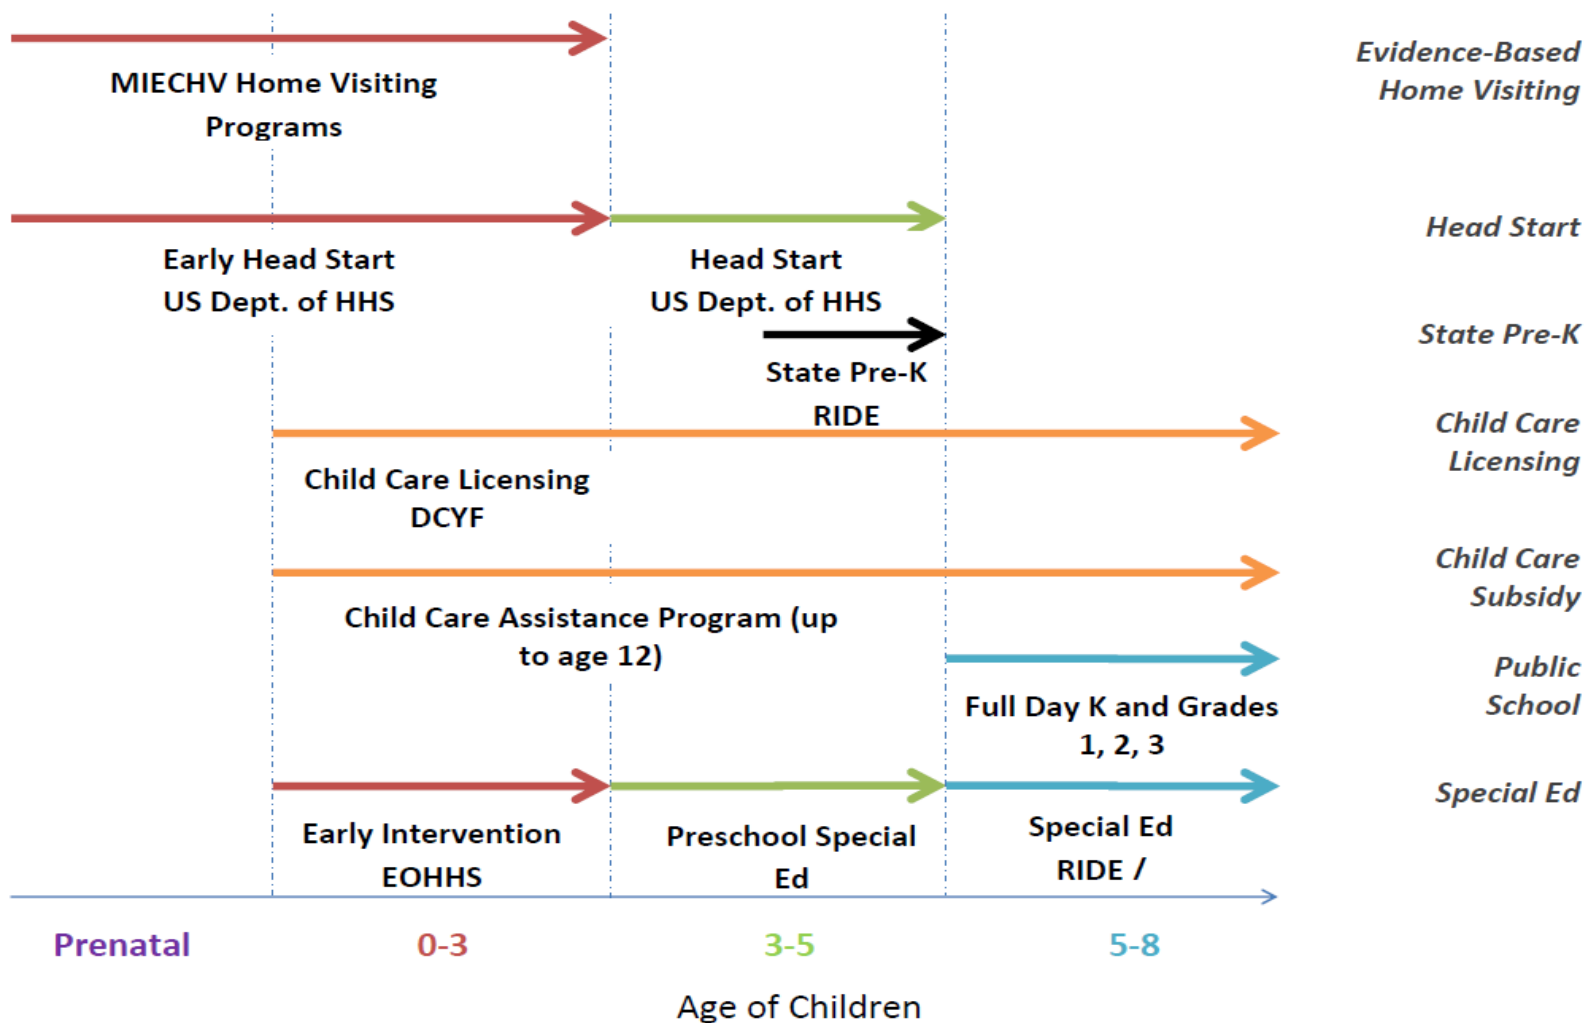 MIECHV Home Visiting
Programs
Evidence-Based
Home Visiting
Early Head Start
US Dept. of HHS
Head Start
US Dept. of HHS
Head Start
State Pre-K
RIDE
State Pre-K
Child Care Licensing
DCYF
Child Care
Licensing
Child Care Assistance Program (up
to age 12)
Child Care
Subsidy
Full Day K and Grades
1, 2, 3
Public
School
Early Intervention
EOHHS
Preschool Special
Ed
Special Ed
RIDE /
Special Ed
Prenatal
0-3
3-5
5-8
Age of Children